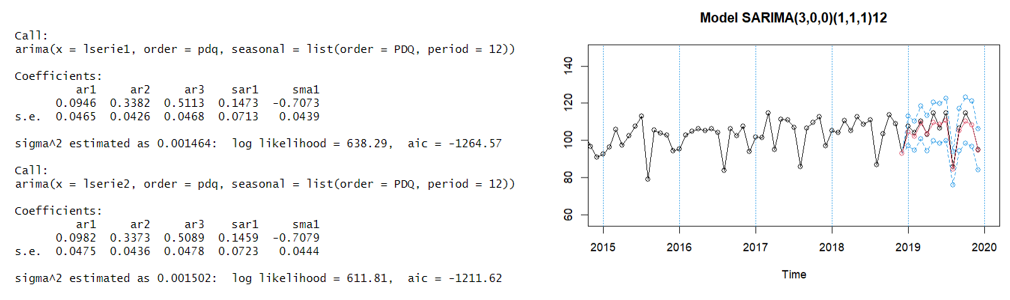 Call:
arima(x = lserie1, order = pdq, seasonal = list(order = PDQ, period = 12))
Coefficients:
ar1 ar2 ar3 sar1 sma1
0.0946 0.3382 0.5113 0.1473 -0.7073
s.e. 0.0465 0.0426 0.0468 0.0713 0.0439
sigma^2 estimated as 0.001464: log likelihood = 638.29, aic = -1264.57
Call:
arima(x = lserie2, order = pdq, seasonal = list(order = PDQ, period = 12))
Coefficients:
ar1 ar2 ar3 sar1 sma1
0.0982 0.3373 0.5089 0.1459 -0.7079
s.e. 0.0475 0.0436 0.0478 0.0723 0.0444
sigma^2 estimated as 0.001502: log likelihood = 611.81, aic = -1211.62
Model SARIMA(3,0,0)(1,1,1)12
140
120
100
80
60
2015 2016 2017 2018 2019 2020
Time